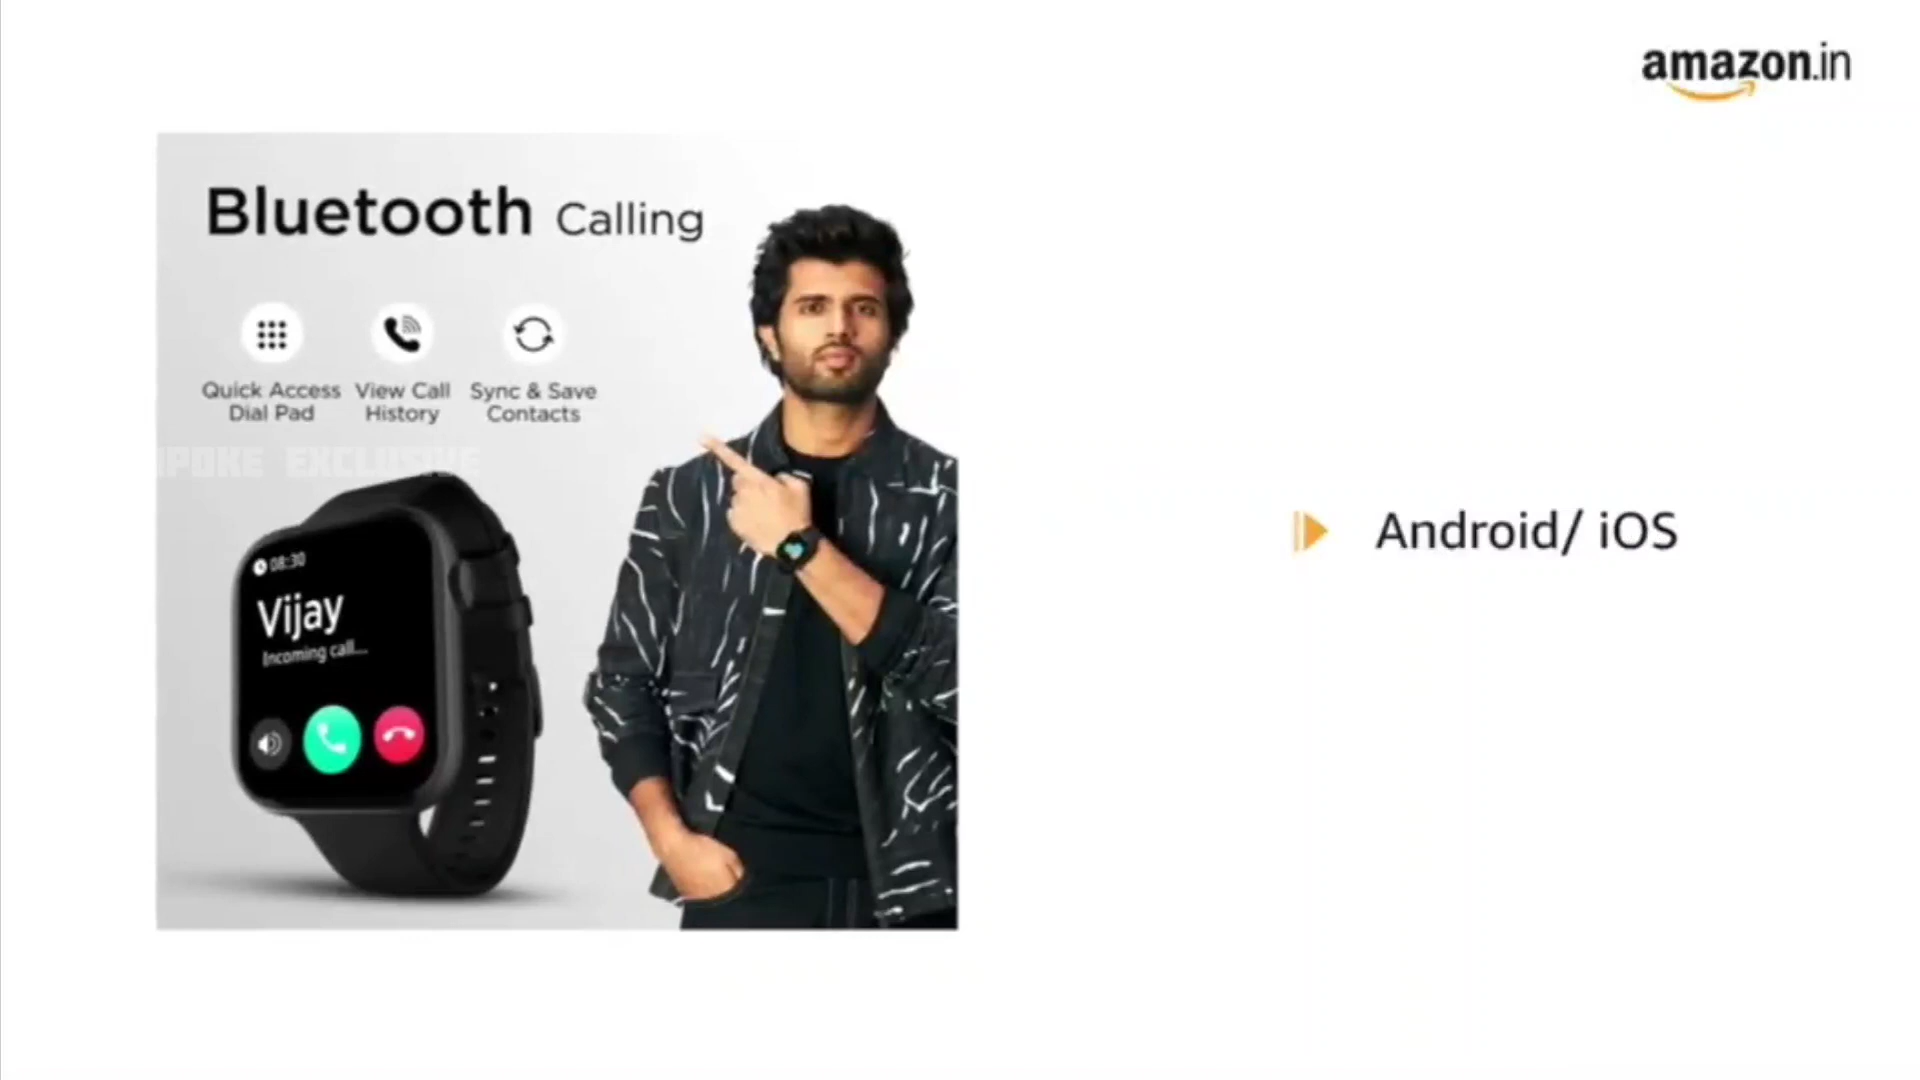 amazon.in
Bluetooth Calling
Quick Access
Dial Pad
View Call
History
Sync & Save
Contacts
EXCLUSIVE
08:30
Vijay
Incoming call...
Android/ iOS